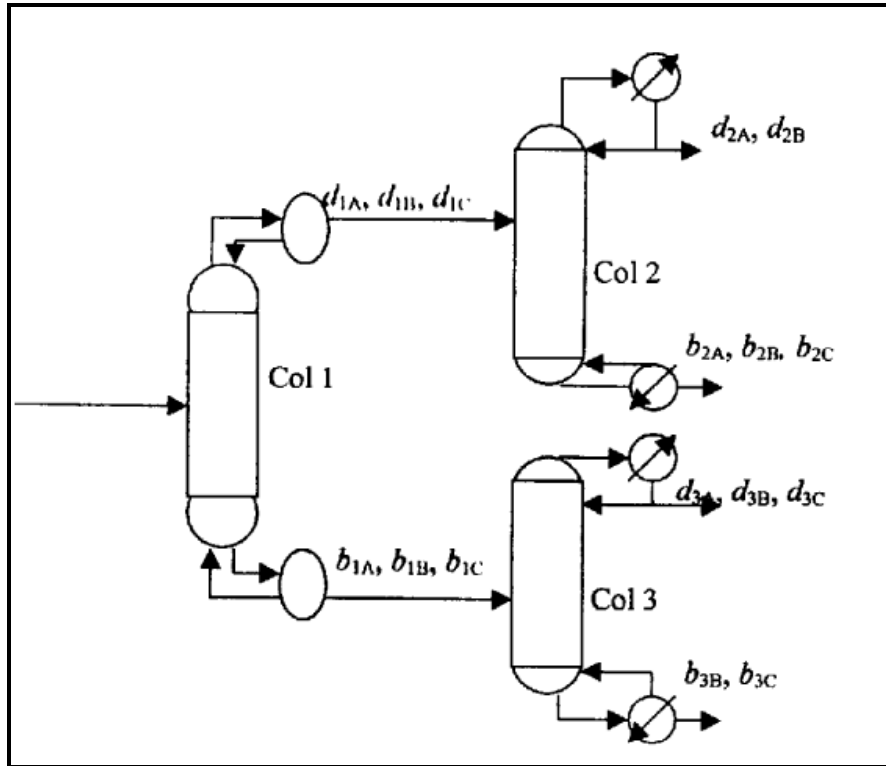 d2A, d2B
d1A, d1B, d1C
Col 2
b2A, b2B. b2C
Col 1
d3A, d3B, d3C
b1A, b1B, b1C
Col 3
b3B, b3C